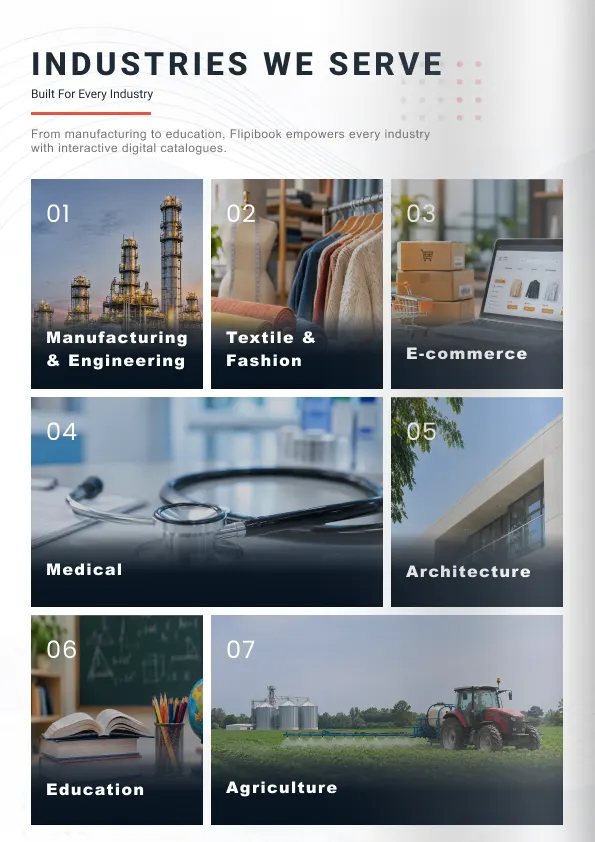 INDUSTRIES WE SERVE
Built For Every Industry
From manufacturing to education, Flipibook empowers every industry
with interactive digital catalogues.
01
Manufacturing
& Engineering
02
Textile &
Fashion
03
E-commerce
04
Medical
05
Architecture
06
Education
07
Agriculture